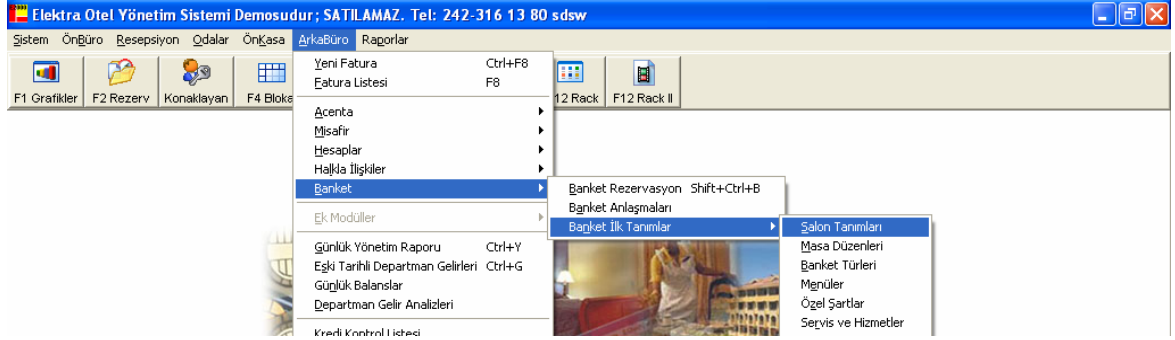 Elektra Otel Yönetim Sistemi Demosudur; SATILAMAZ. Tel: 242-316 13 80 sdsw
Sistem ÖnBüro Resepsiyon Odalar ÖnKasa ArkaBüro Raporlar
F1 Grafikler F2 Rezerv Konaklayan F4 Bloka 12 Rack F12 Rack II
Yeni Fatura Ctrl+F8
Fatura Listesi F8
Acenta
Misafir
Hesaplar
Halkla İlişkiler
Banket
Ek Modüller
Günlük Yönetim Raporu Ctrl+Y
Eski Tarihli Departman Gelirleri Ctrl+G
Günlük Balanslar
Departman Gelir Analizleri
Kredi Kontrol Listesi
Banket Rezervasyon Shift+Ctrl+B
Banket Anlaşmaları
Banket İlk Tanımlar
Salon Tanımları
Masa Düzenleri
Banket Türleri
Menüler
Özel Şartlar
Servis ve Hizmetler